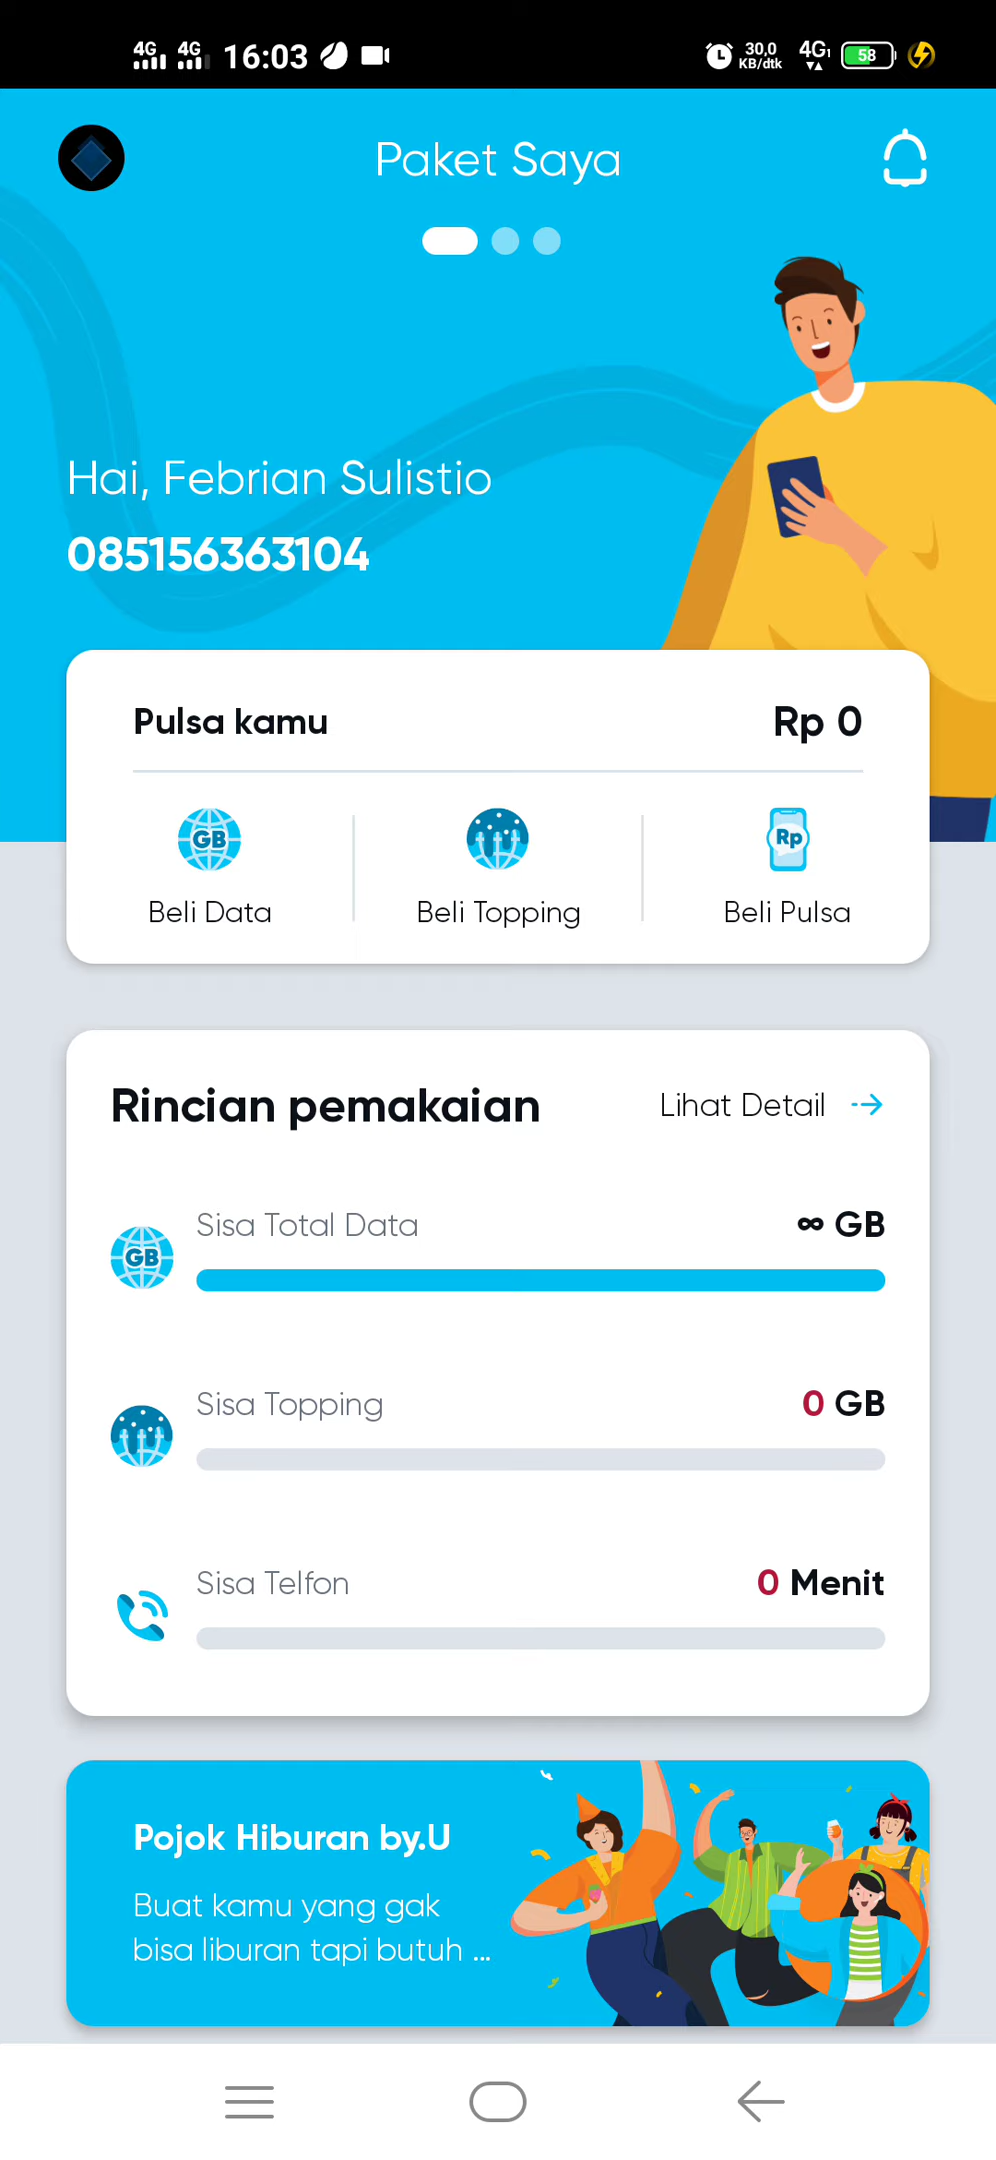 4G 4G 16:03 30,0 KB/dtk 4G 1 58
Paket Saya
Hai, Febrian Sulistio
085156363104
Pulsa kamu Rp 0
GB Rp
Beli Data Beli Topping Beli Pulsa
Rincian pemakaian Lihat Detail
Sisa Total Data ∞ GB
GB
Sisa Topping 0 GB
Sisa Telfon 0 Menit
Pojok Hiburan by.U
Buat kamu yang gak
bisa liburan tapi butuh ...